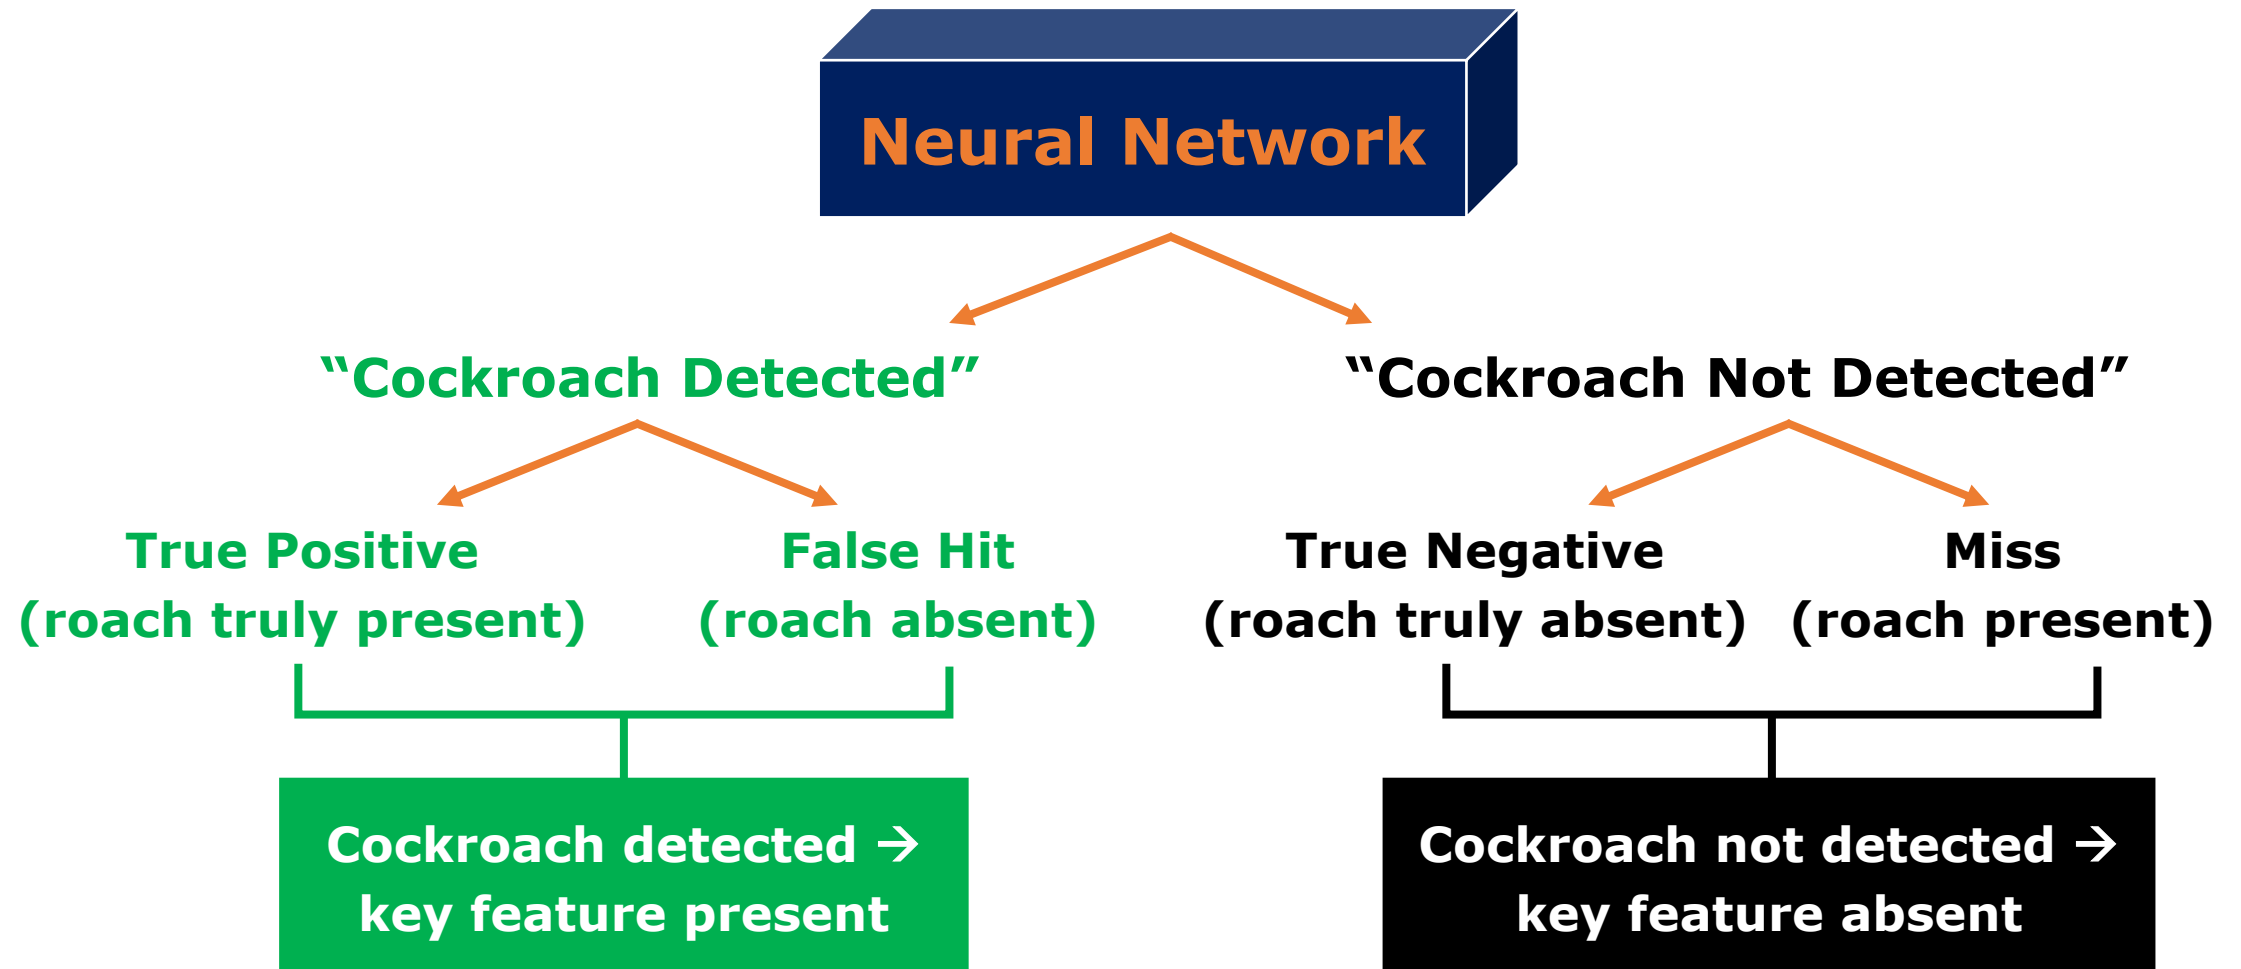 Neural Network
“Cockroach Detected”
“Cockroach Not Detected”
True Positive
(roach truly present)
False Hit
(roach absent)
True Negative
(roach truly absent)
Miss
(roach present)
Cockroach detected →
key feature present
Cockroach not detected →
key feature absent